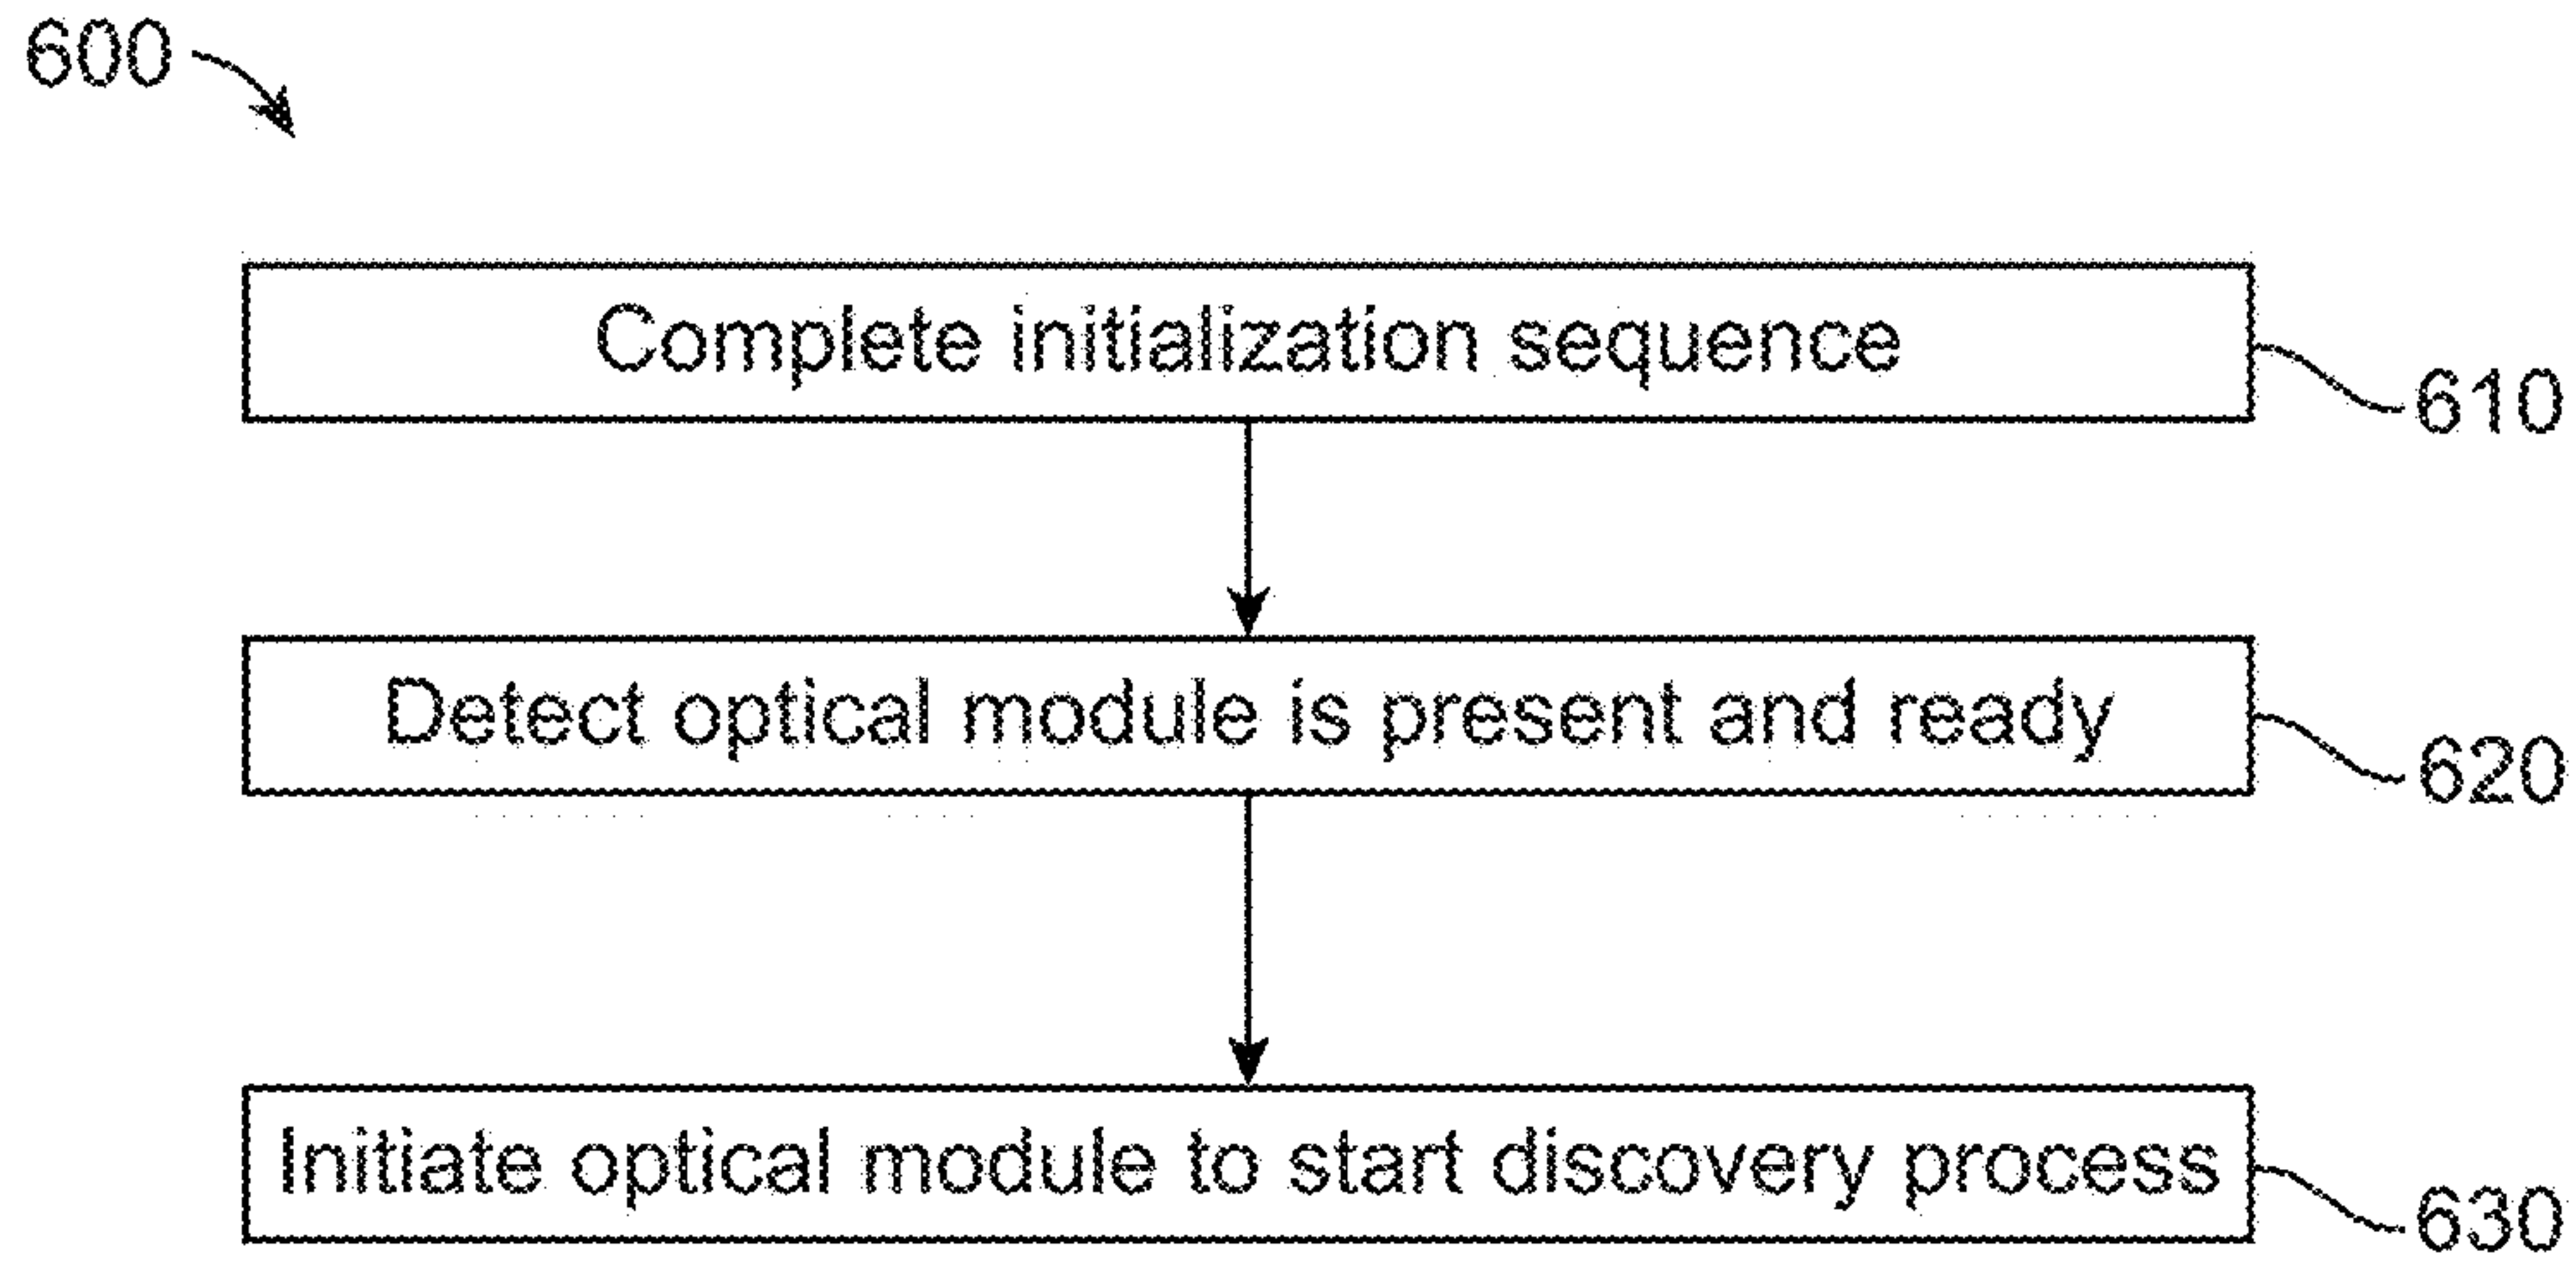 600
Complete initialization sequence
610
Detect optical module is present and ready
620
Initiate optical module to start discovery process
630